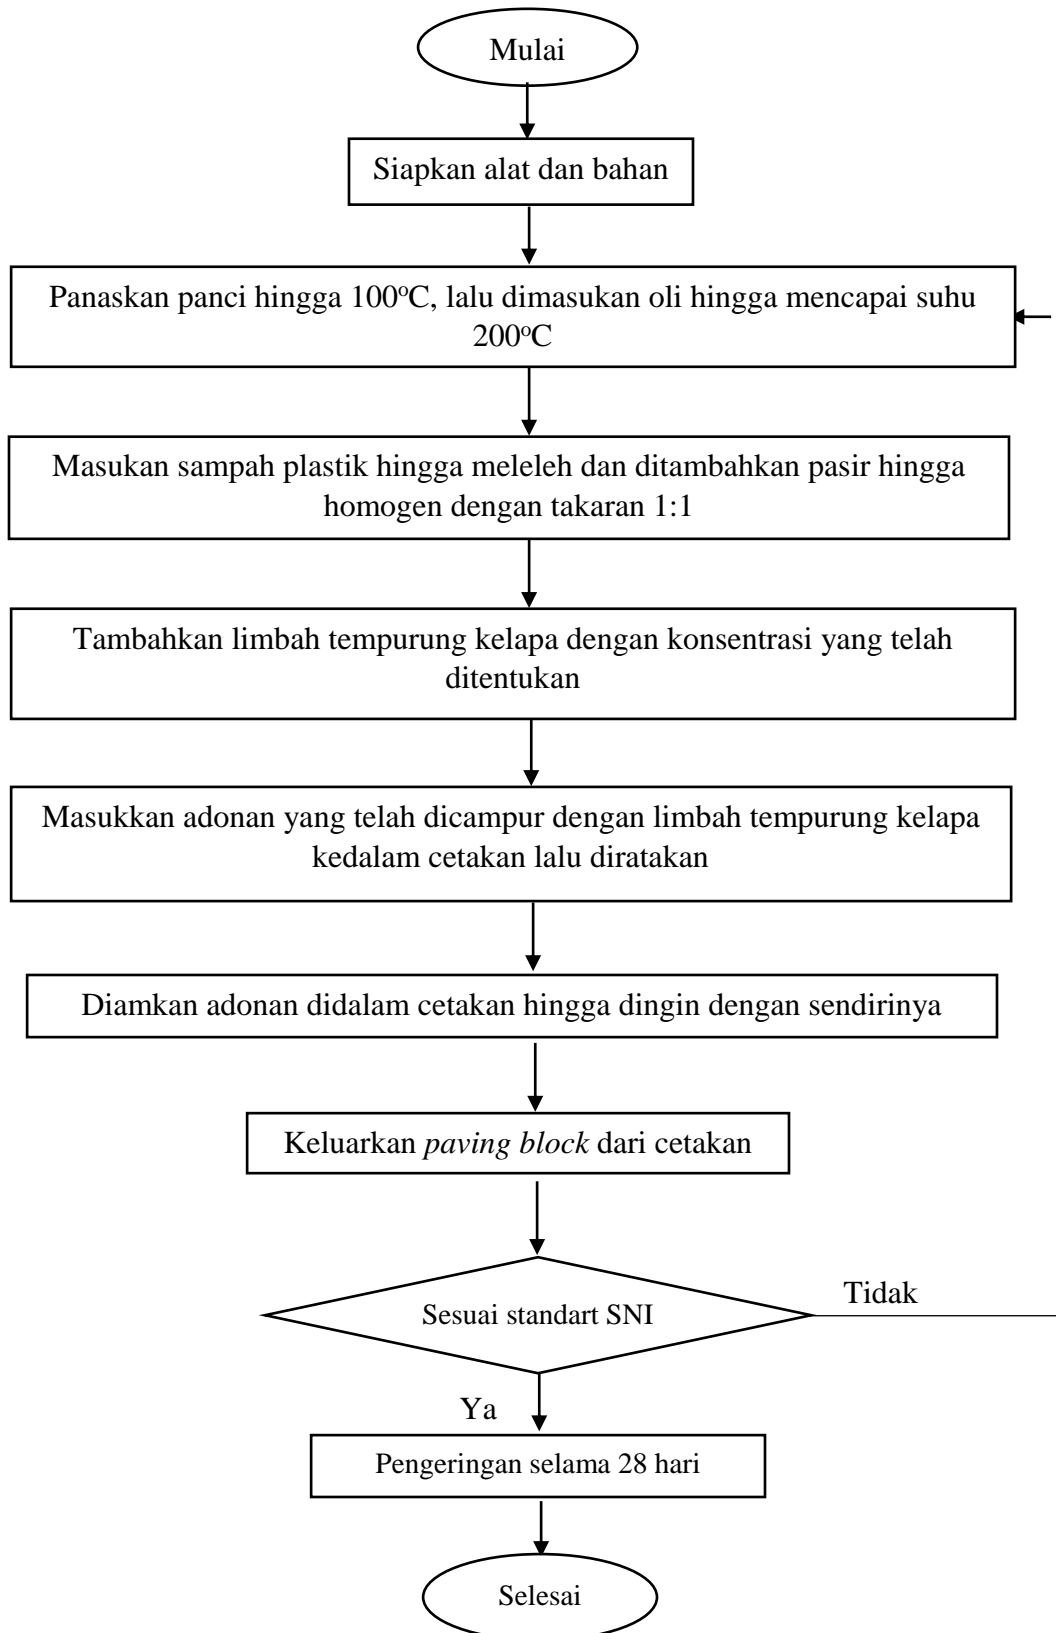 Mulai
Siapkan alat dan bahan
Panaskan panci hingga 100°C, lalu dimasukan oli hingga mencapai suhu
200°C
Masukan sampah plastik hingga meleleh dan ditambahkan pasir hingga
homogen dengan takaran 1:1
Tambahkan limbah tempurung kelapa dengan konsentrasi yang telah
ditentukan
Masukkan adonan yang telah dicampur dengan limbah tempurung kelapa
kedalam cetakan lalu diratakan
Diamkan adonan didalam cetakan hingga dingin dengan sendirinya
Keluarkan paving block dari cetakan
Sesuai standart SNI
Tidak
Ya
Pengeringan selama 28 hari
Selesai